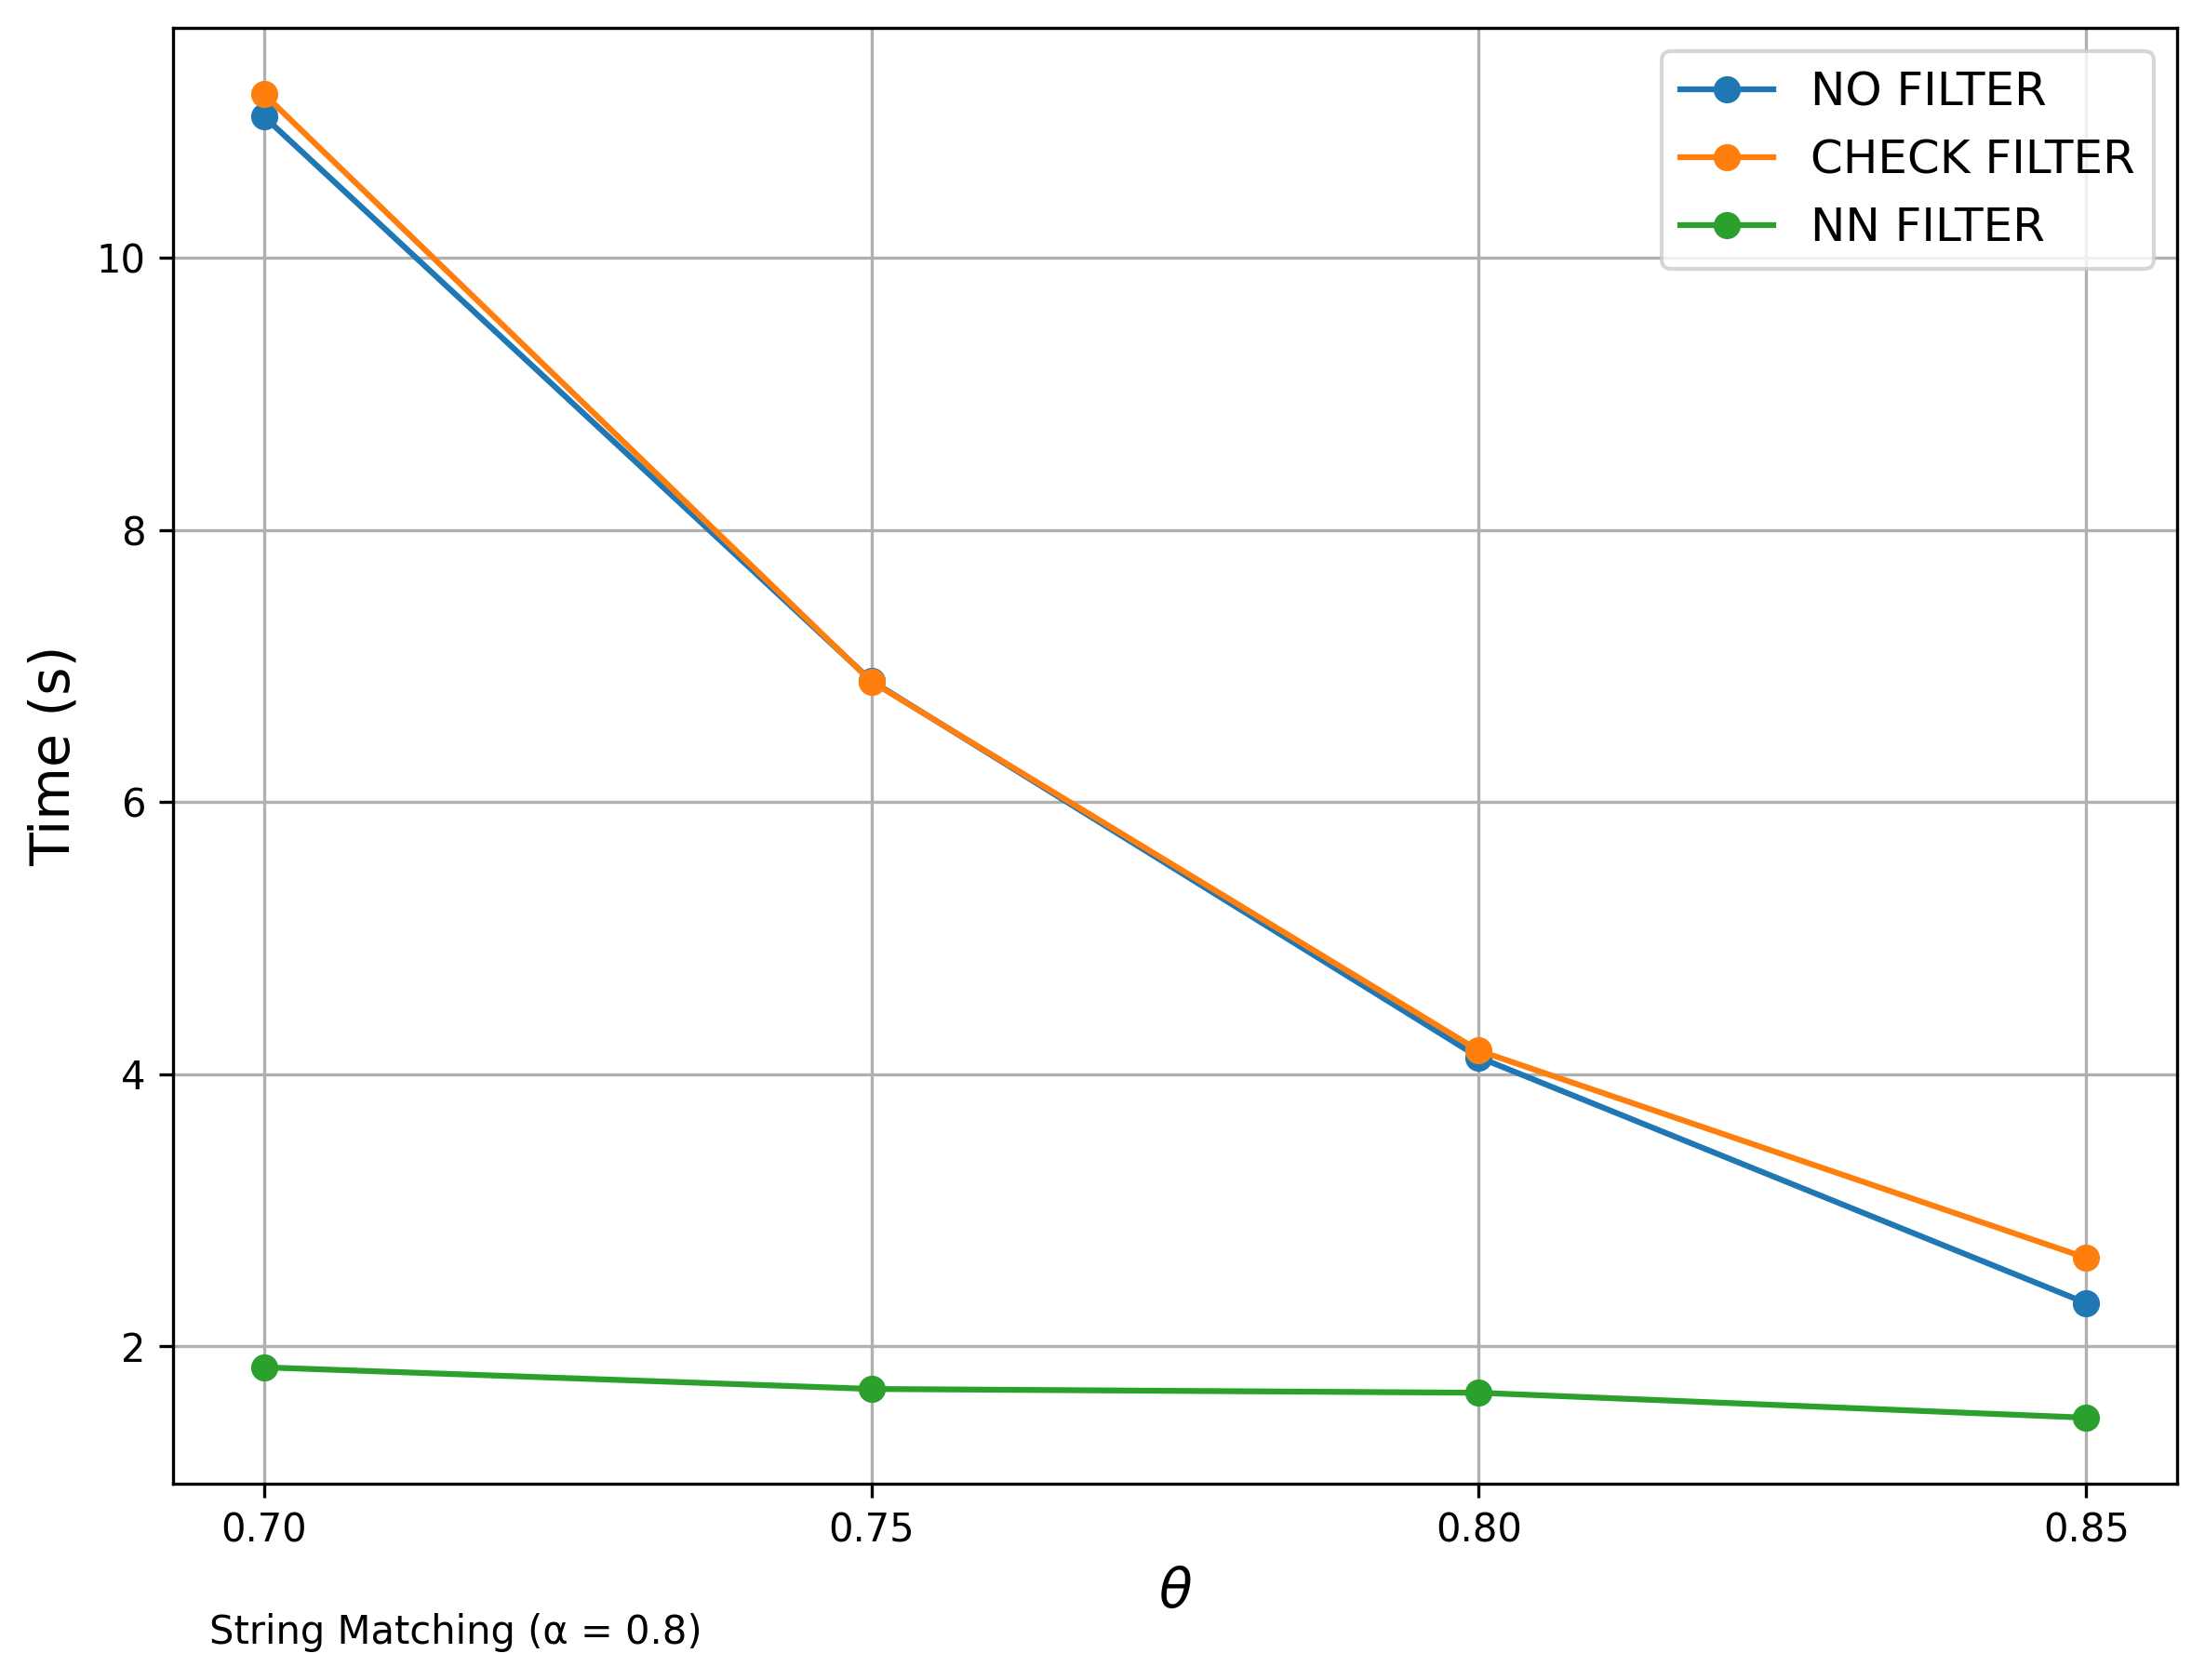 NO FILTER
CHECK FILTER
NN FILTER
Time (s)
10
8
6
4
2
0.70 0.75 0.80 0.85
θ
String Matching (α = 0.8)